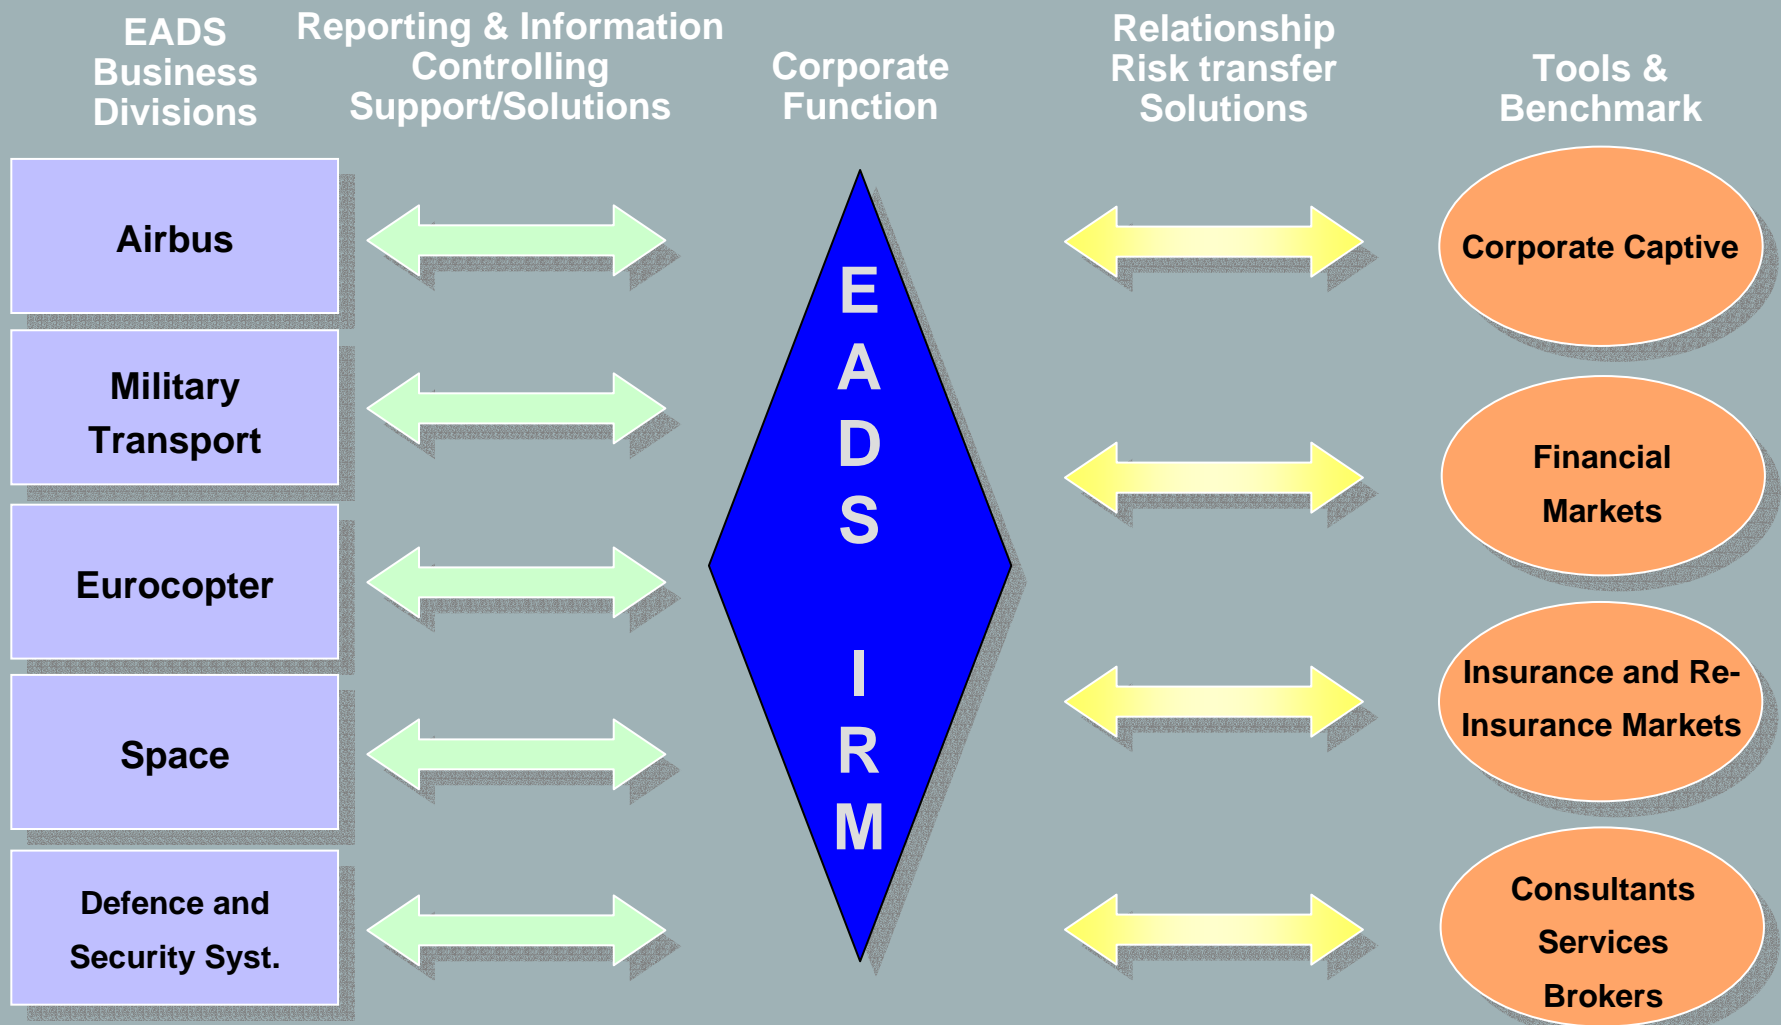 EADS
Business
Divisions
Reporting & Information
Controlling
Support/Solutions
Corporate
Function
Relationship
Risk transfer
Solutions
Tools &
Benchmark
Airbus
Military
Transport
Eurocopter
Space
Defence and
Security Syst.
E
A
D
S
I
R
M
Corporate Captive
Financial
Markets
Insurance and Re-
Insurance Markets
Consultants
Services
Brokers